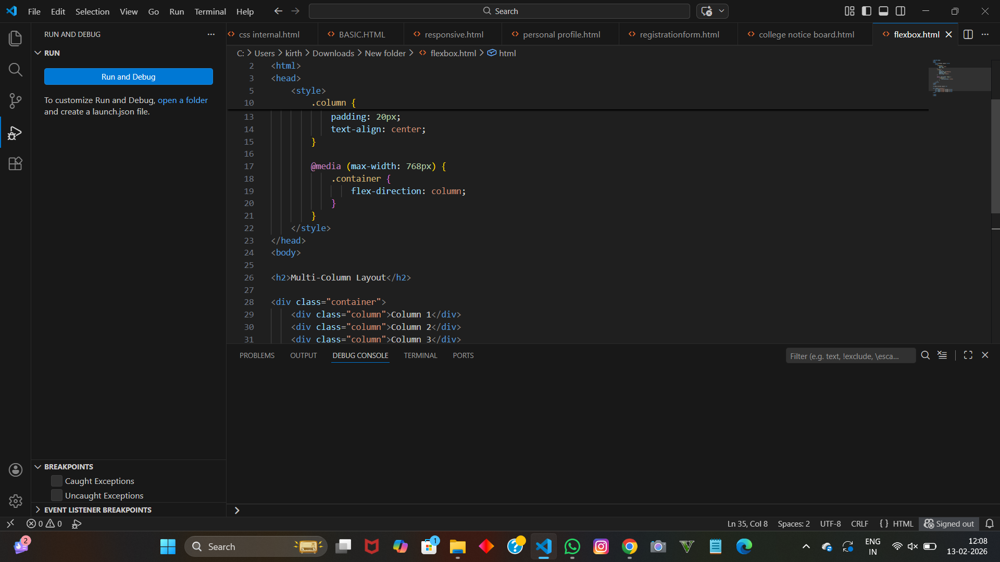 File Edit Selection View Go Run Terminal Help
Search
RUN AND DEBUG
RUN
Run and Debug
To customize Run and Debug, open a folder
and create a launch.json file.
css internal.html BASIC.HTML responsive.html personal profile.html registrationform.html college notice board.html flexbox.html
C: > Users > kirth > Downloads > New folder > flexbox.html > html
2 <html>
3 <head>
5 <style>
10 .column {
13 padding: 20px;
14 text-align: center;
15 }
16
17 @media (max-width: 768px) {
18 .container {
19 flex-direction: column;
20 }
21 }
22 </style>
23 </head>
24 <body>
25
26 <h2>Multi-Column Layout</h2>
27
28 <div class="container">
29 <div class="column">Column 1</div>
30 <div class="column">Column 2</div>
31 <div class="column">Column 3</div>
PROBLEMS OUTPUT DEBUG CONSOLE TERMINAL PORTS
Filter (e.g. text, !exclude, \esca...
BREAKPOINTS
Caught Exceptions
Uncaught Exceptions
EVENT LISTENER BREAKPOINTS
0 0
Ln 35, Col 8 Spaces: 2 UTF-8 CRLF {} HTML Signed out
2
Search
1
ENG
IN
12:08
13-02-2026